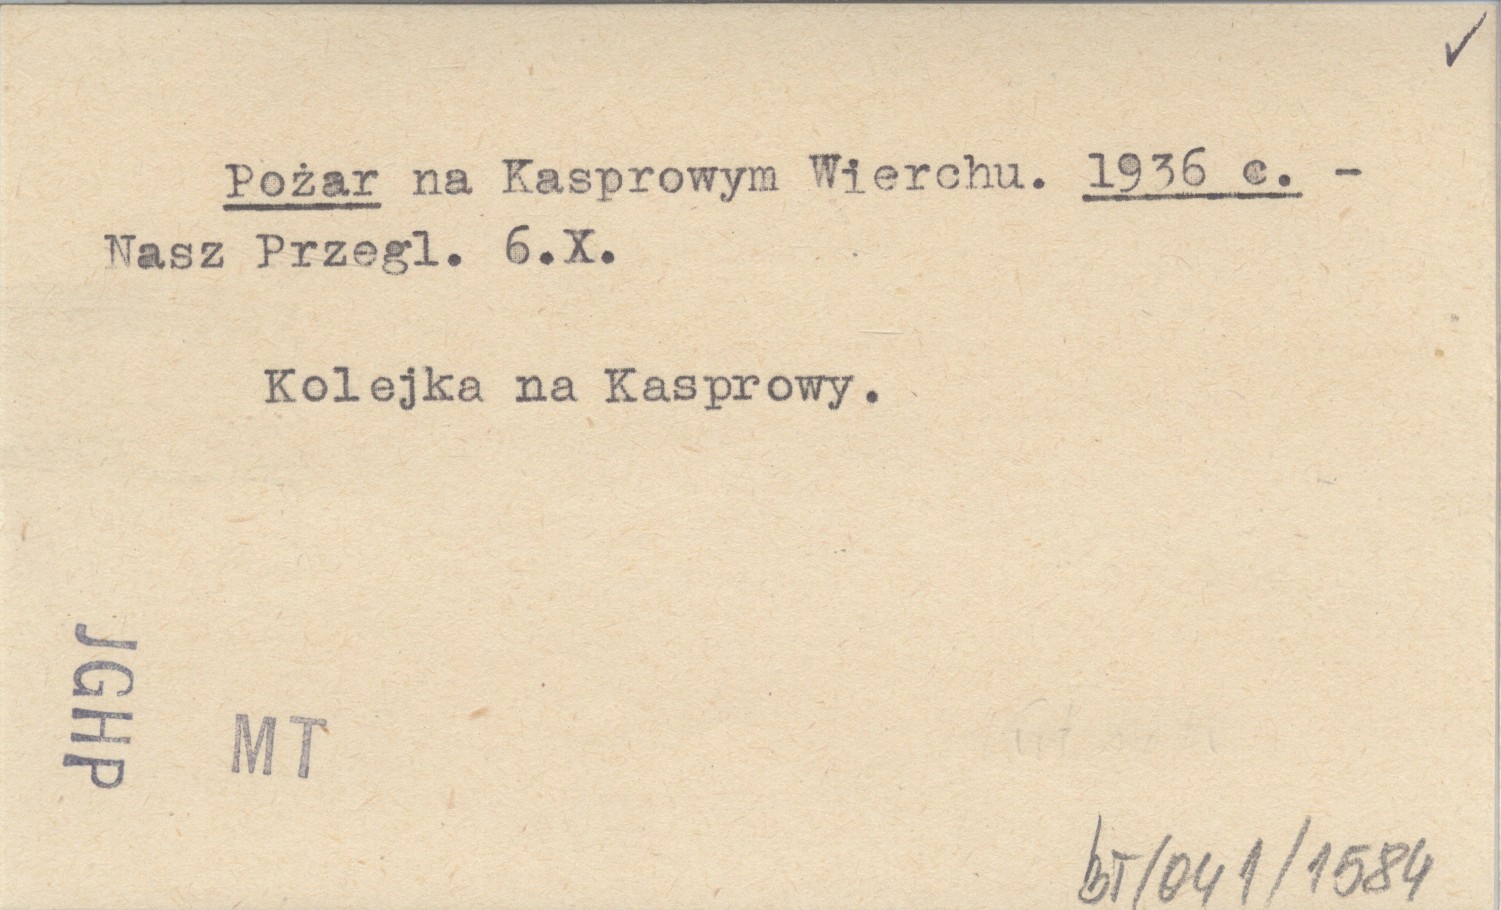 ✓
Pożar na Kasprowym Wierchu. 1936 c. -
Nasz Przegl. 6.X.
Kolejka na Kasprowy.
JGHP
MT
bT/041/1584